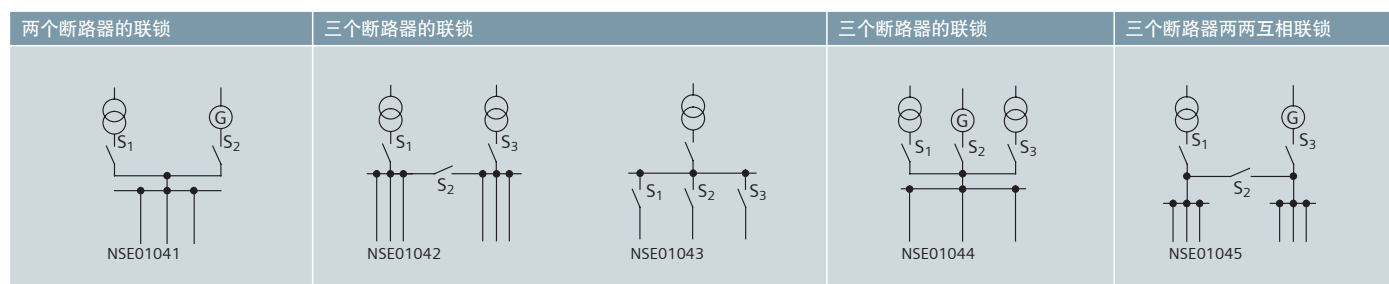 两个断路器的联锁
三个断路器的联锁
三个断路器的联锁
三个断路器两两互相联锁
G
S1
S2
NSE01041
S1
S3
S2
NSE01042
S1
S2
S3
NSE01043
G
S1
S2
S3
NSE01044
G
S1
S3
S2
NSE01045